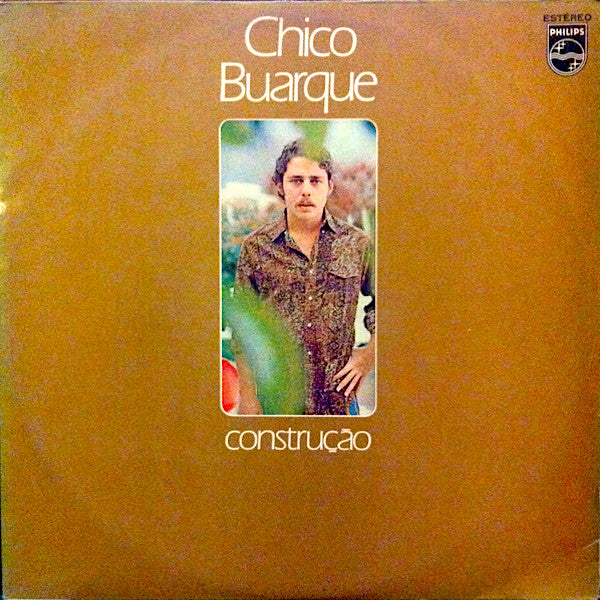 Chico
Buarque
ESTÉREO
PHILIPS
construção